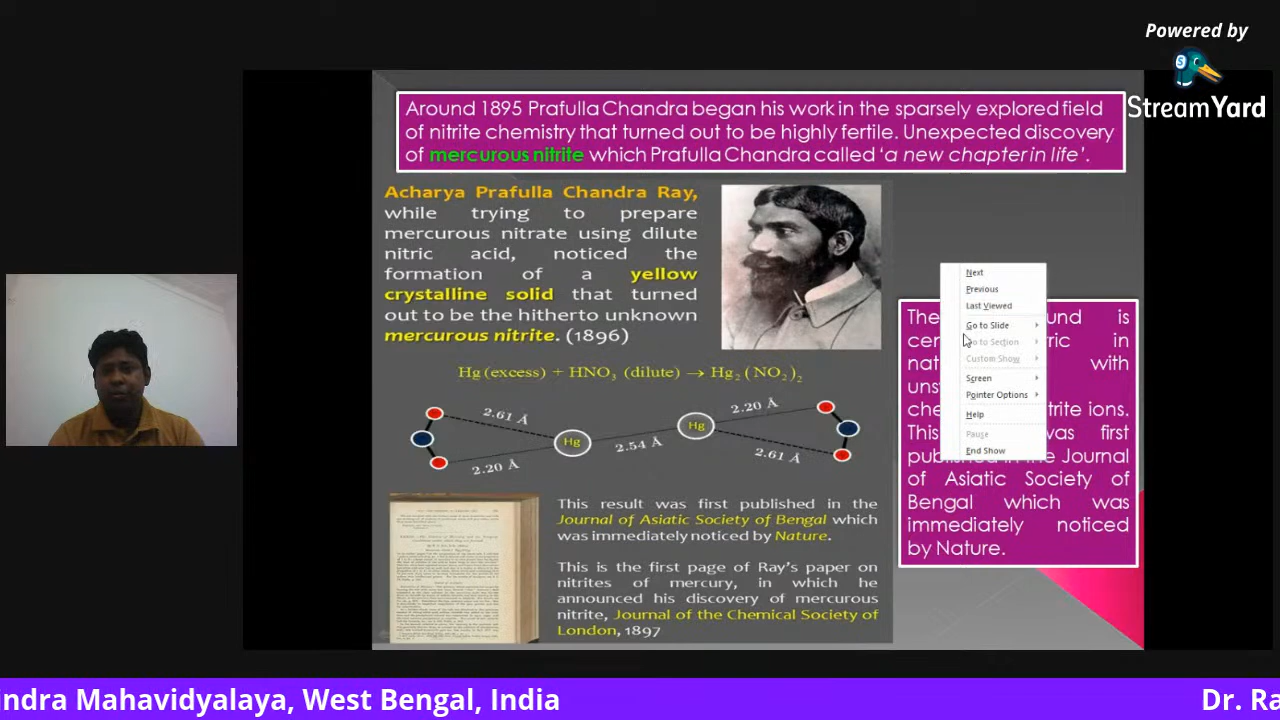 Powered by
StreamYard
Around 1895 Prafulla Chandra began his work in the sparsely explored field
of nitrite chemistry that turned out to be highly fertile. Unexpected discovery
of mercurous nitrite which Prafulla Chandra called 'a new chapter in life'.
Acharya Prafulla Chandra Ray,
while trying to prepare
mercurous nitrate using dilute
nitric acid, noticed the
formation of a yellow
crystalline solid that turned
out to be the hitherto unknown
mercurous nitrite. (1896)
Hg (excess) + HNO3 (dilute) → Hg2 (NO2)2
2.61 Å
2.20 Å
Hg
2.54 Å
Hg
2.20 Å
2.61 Å
This result was first published in the
Journal of Asiatic Society of Bengal which
was immediately noticed by Nature.
This is the first page of Ray's paper on
nitrites of mercury, in which he
announced his discovery of mercurous
nittite, Journal of the Chemical Society of
London, 1897
Next
Previous
Last Viewed
Go to Slide
Go to Section
Custom Show
Screen
Pointer Options
Help
Pause
End Show
is
in
with
ions.
This was first
Journal
of Asiatic Society of
Bengal which was
immediately noticed
by Nature.
indra Mahavidyalaya, West Bengal, India
Dr. Ra